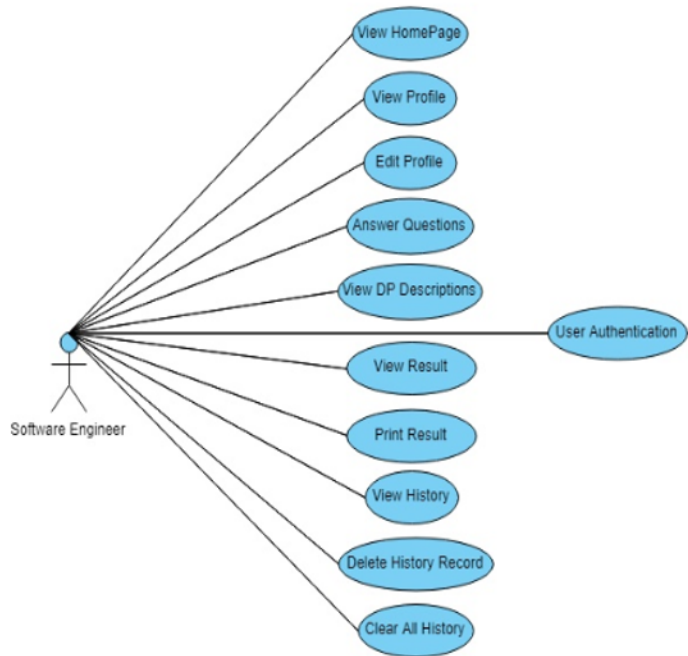 View HomePage
View Profile
Edit Profile
Answer Questions
View DP Descriptions
User Authentication
View Result
Software Engineer
Print Result
View History
Delete History Record
Clear All History